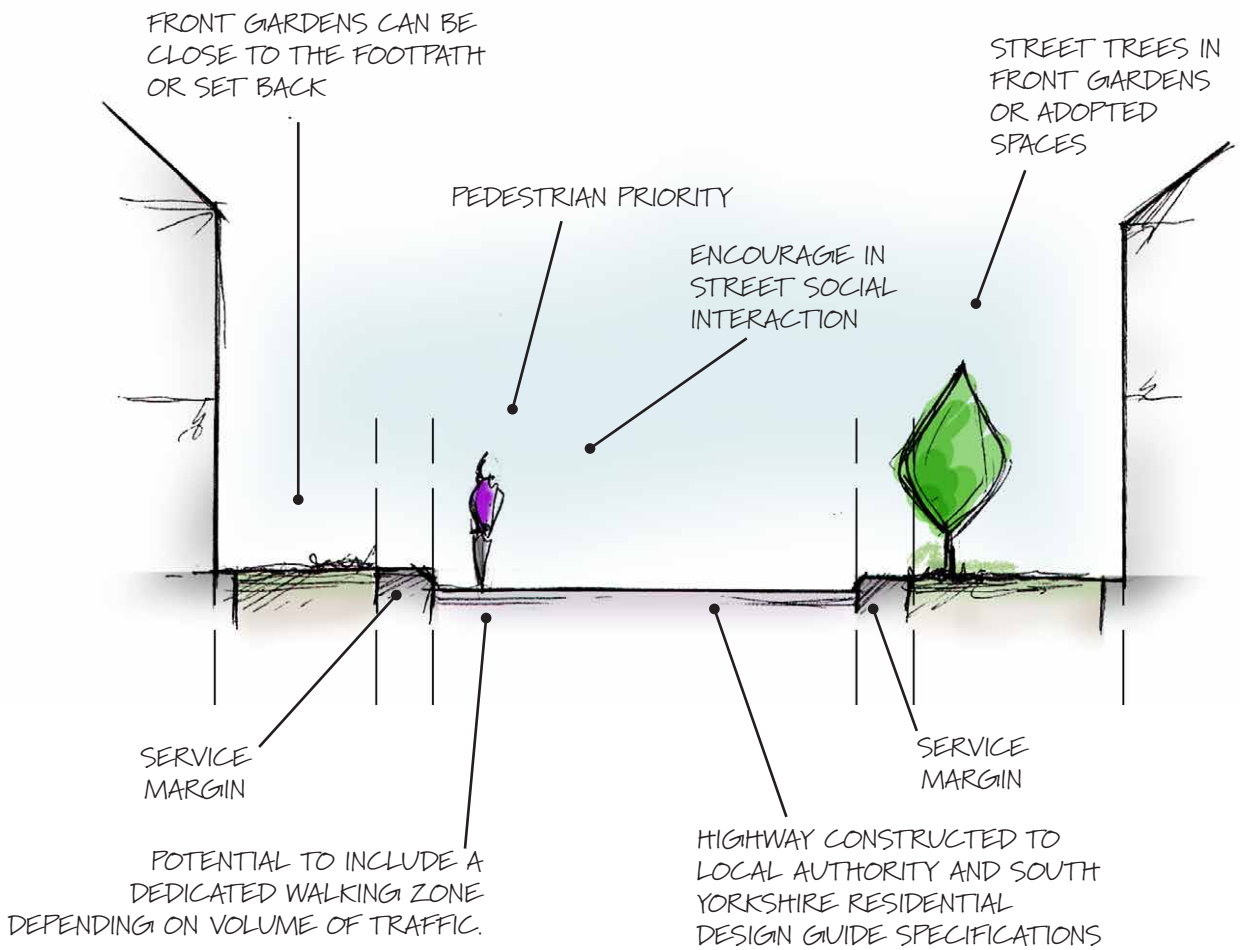 FRONT GARDENS CAN BE
CLOSE TO THE FOOTPATH
OR SET BACK
STREET TREES IN
FRONT GARDENS
OR ADOPTED
SPACES
PEDESTRIAN PRIORITY
ENCOURAGE IN
STREET SOCIAL
INTERACTION
SERVICE
MARGIN
SERVICE
MARGIN
POTENTIAL TO INCLUDE A
DEDICATED WALKING ZONE
DEPENDING ON VOLUME OF TRAFFIC.
HIGHWAY CONSTRUCTED TO
LOCAL AUTHORITY AND SOUTH
YORKSHIRE RESIDENTIAL
DESIGN GUIDE SPECIFICATIONS